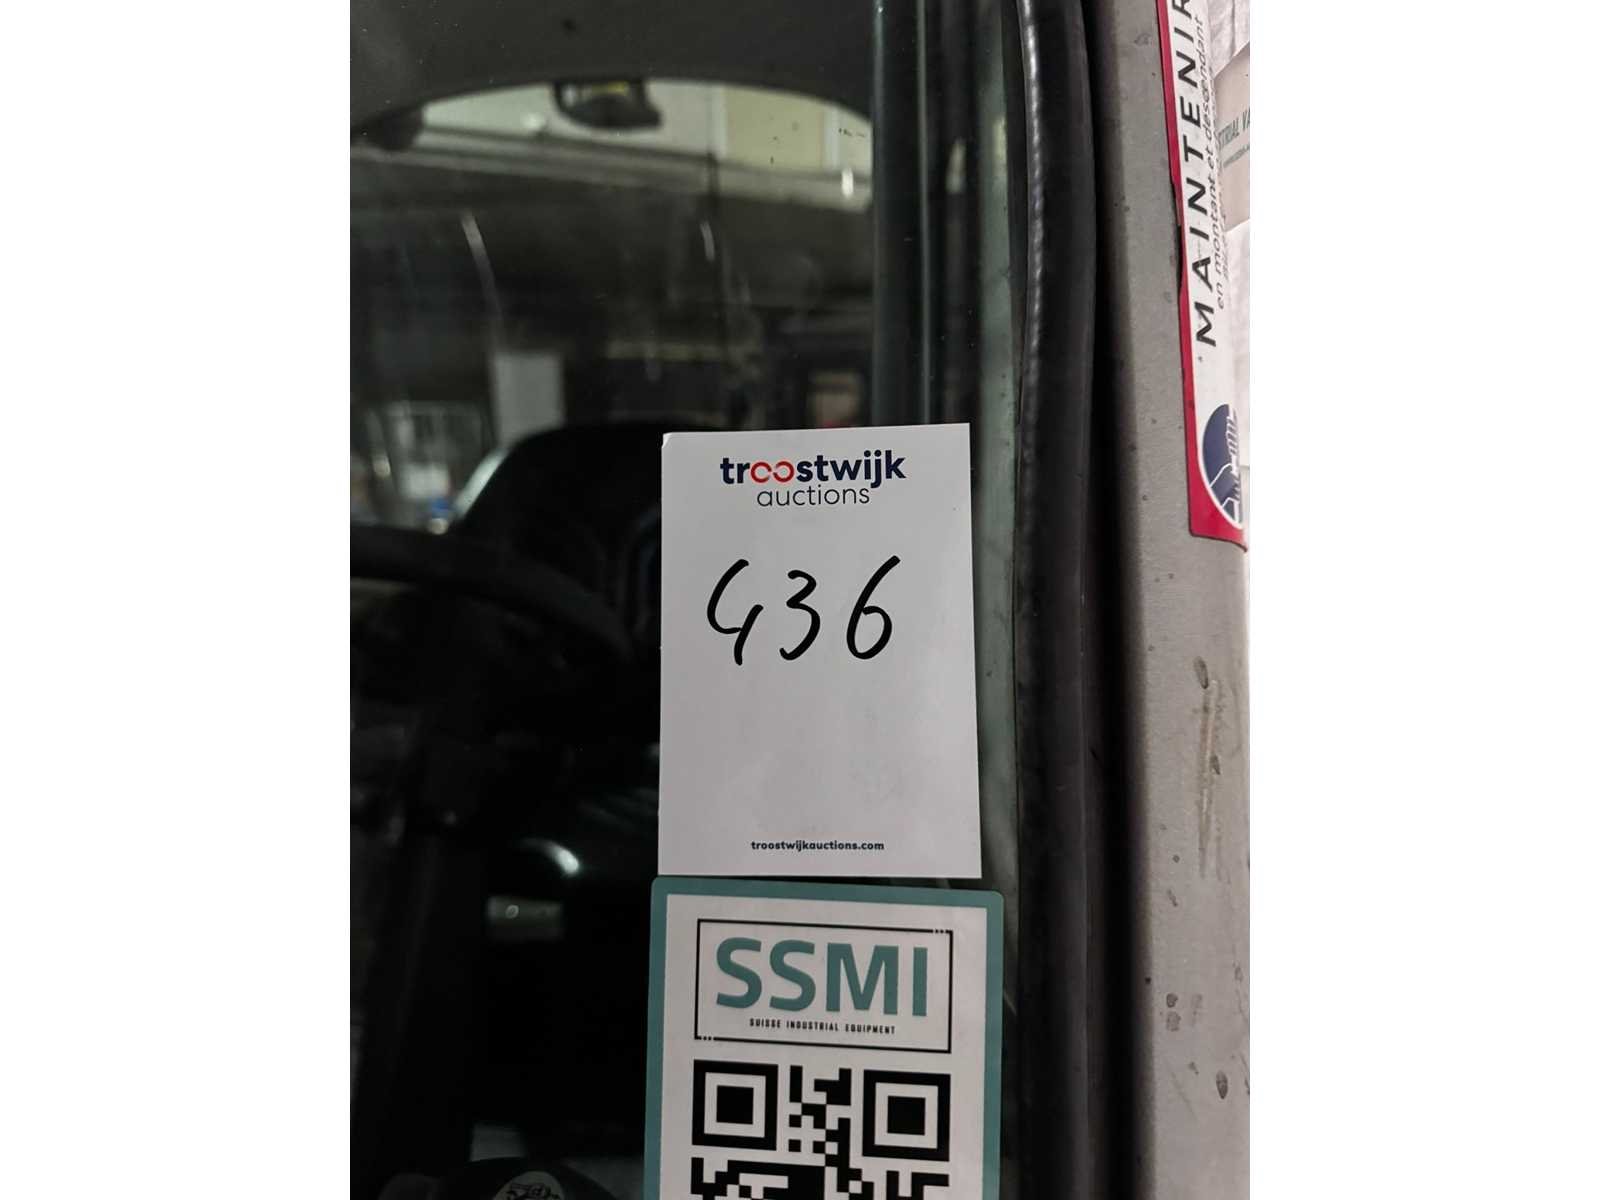 MAINTENIR
en montant et descendant
troostwijk
auctions
436
troostwijkauctions.com
SSMI
SUISSE INDUSTRIAL EQUIPMENT